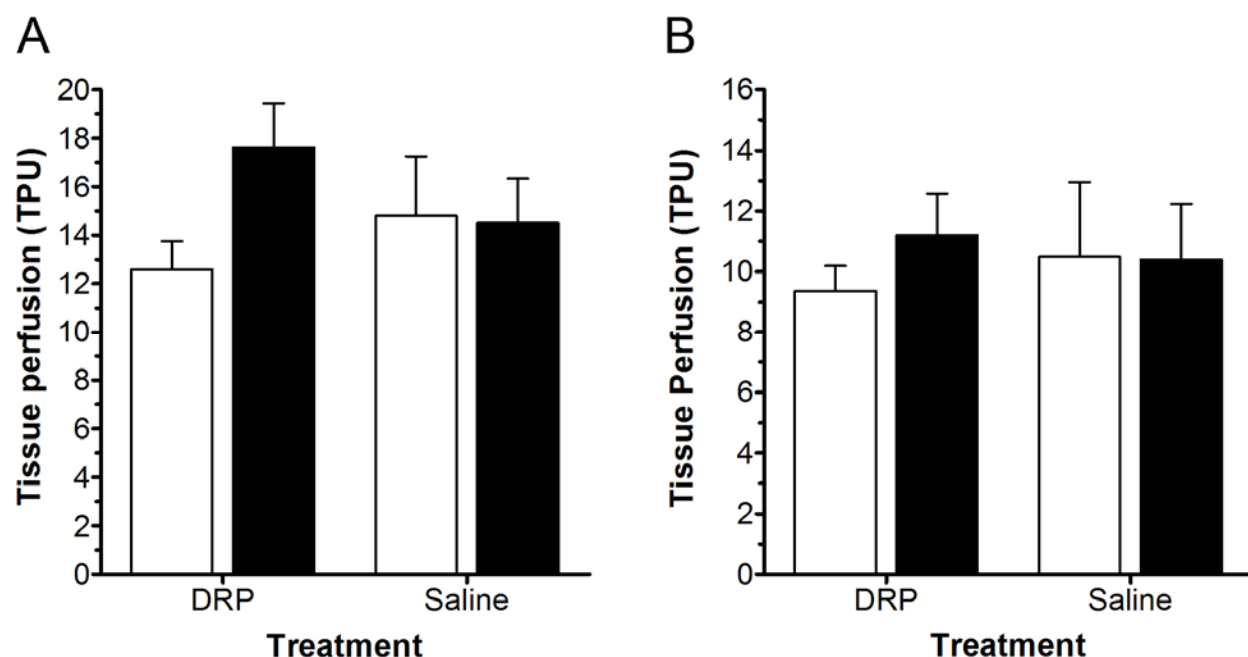 A
Tissue perfusion (TPU)
20
18
16
14
12
10
8
6
4
2
0
DRP Saline
Treatment
B
Tissue Perfusion (TPU)
16
14
12
10
8
6
4
2
0
DRP Saline
Treatment